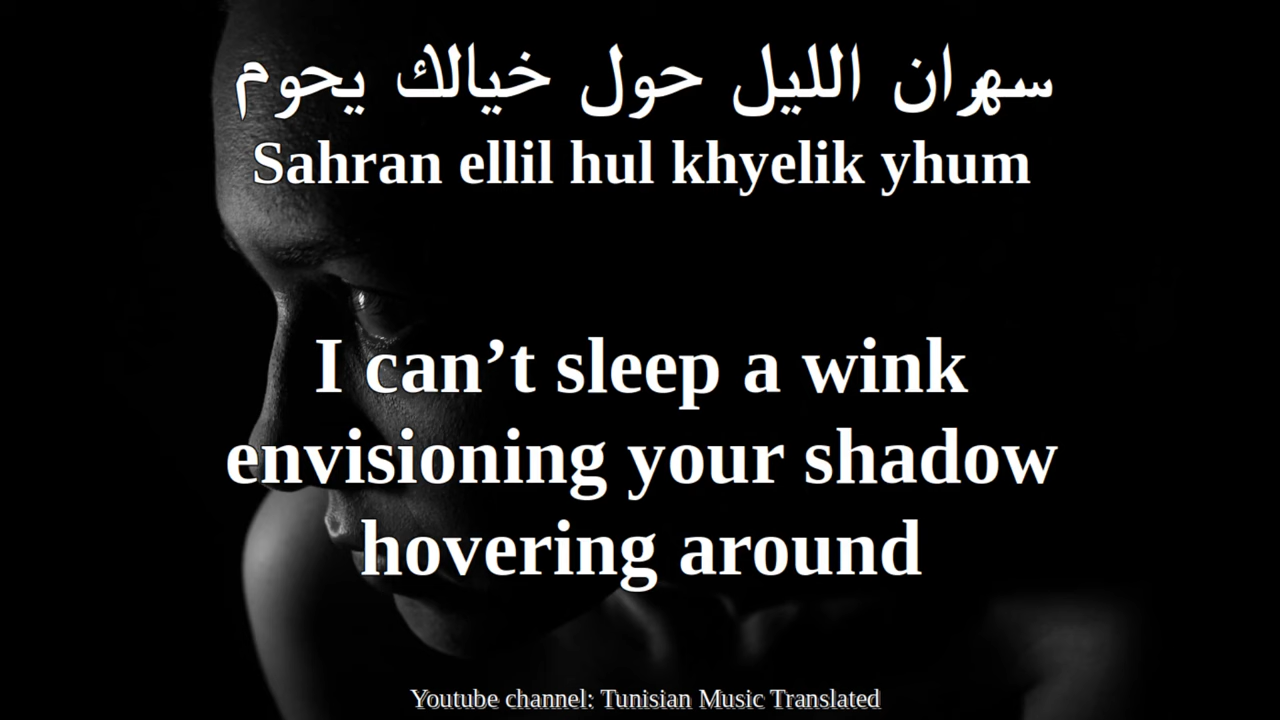 سهران الليل حول خيالك يحوم
Sahran ellil hul khyelik yhum
I can’t sleep a wink
envisioning your shadow
hovering around
Youtube channel: Tunisian Music Translated